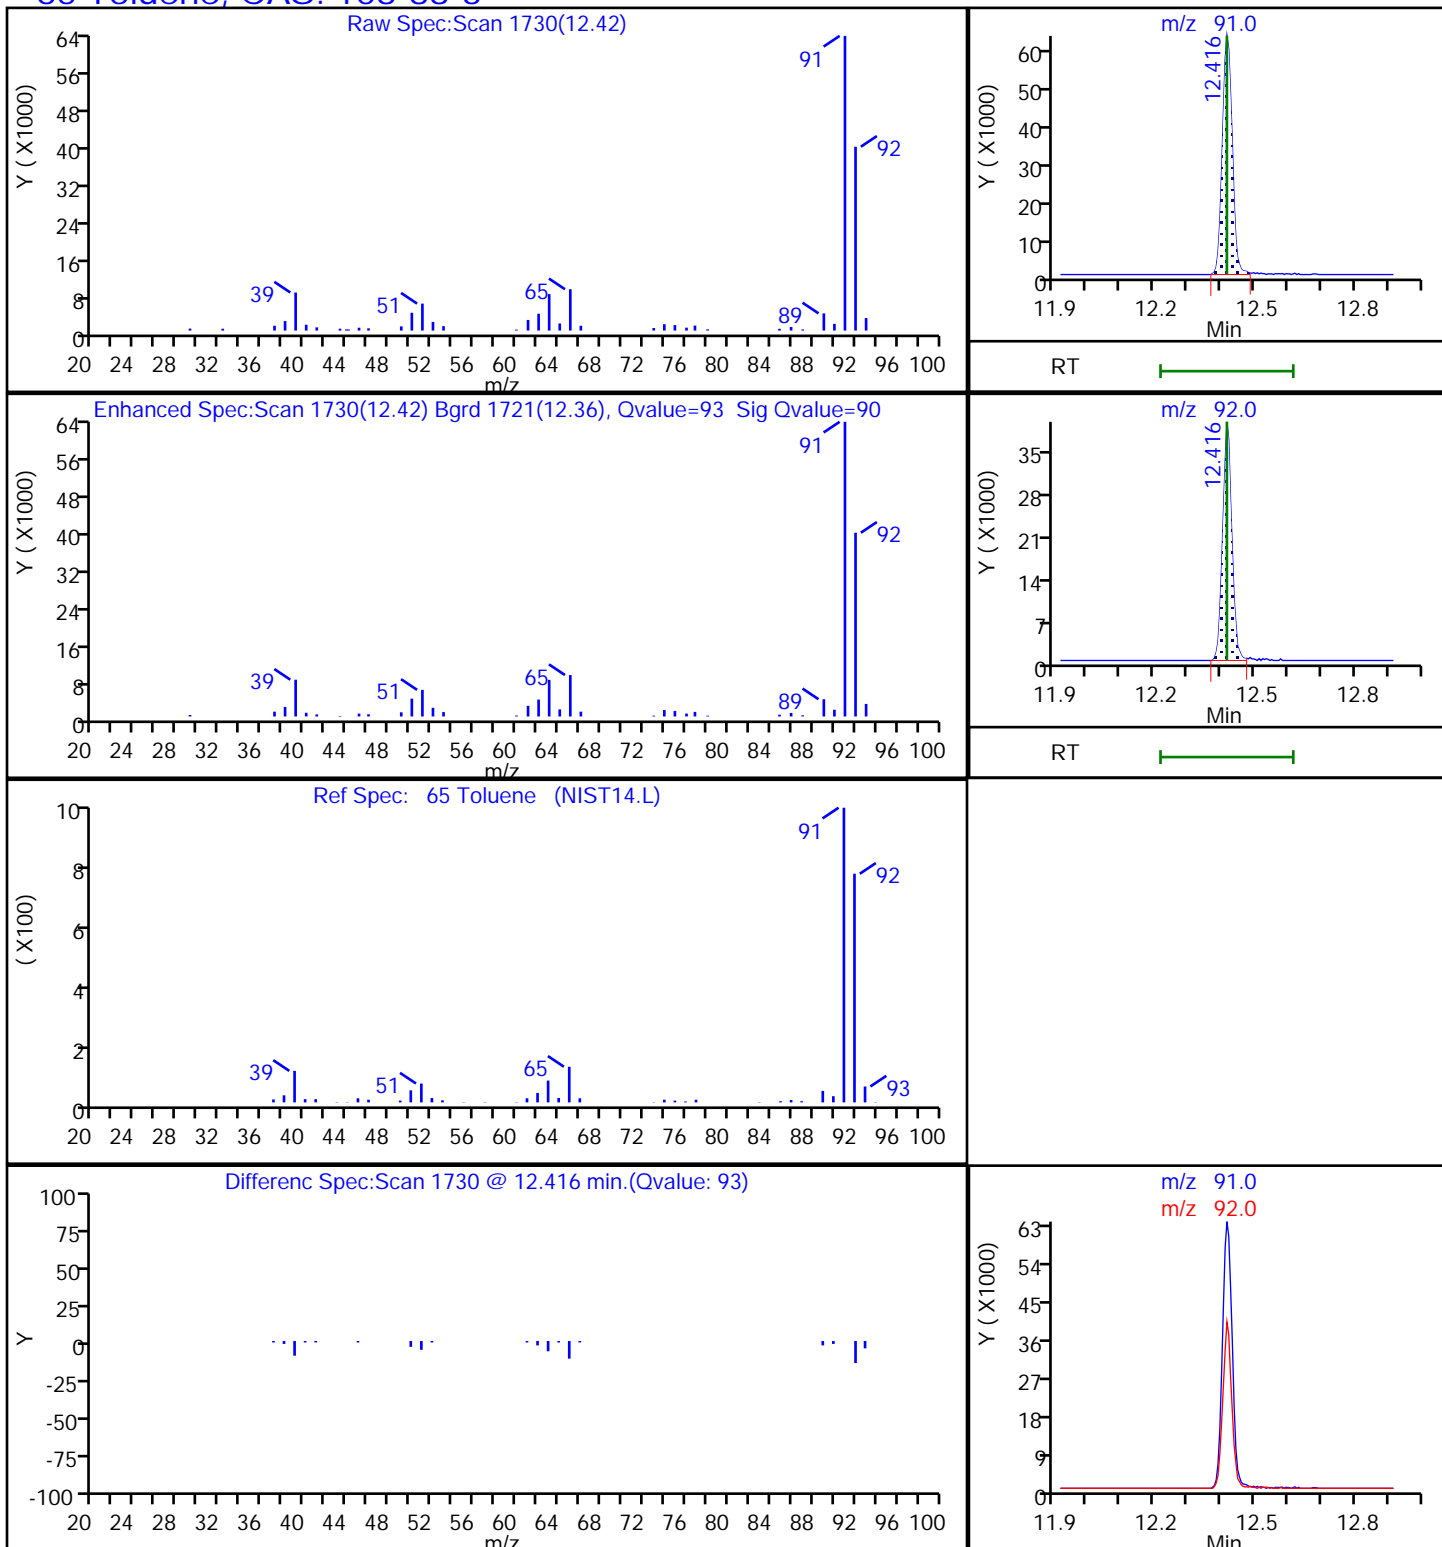 65 Toluene, CAS: 108-88-3
Raw Spec:Scan 1730(12.42)
Y ( X1000)
64
56
48
40
32
24
16
8
0
91
92
39
51
65
89
20 24 28 32 36 40 44 48 52 56 60 64 68 72 76 80 84 88 92 96 100
m/z
m/z 91.0
Y ( X1000)
60
50
40
30
20
10
0
12.416
11.9 12.2 12.5 12.8
Min
RT
Enhanced Spec:Scan 1730(12.42) Bgrd 1721(12.36), Qvalue=93 Sig Qvalue=90
Y ( X1000)
64
56
48
40
32
24
16
8
0
91
92
39
51
65
89
20 24 28 32 36 40 44 48 52 56 60 64 68 72 76 80 84 88 92 96 100
m/z
m/z 92.0
Y ( X1000)
35
28
21
14
7
0
12.416
11.9 12.2 12.5 12.8
Min
RT
Ref Spec: 65 Toluene (NIST14.L)
( X100)
10
8
6
4
2
0
91
92
39
51
65
93
20 24 28 32 36 40 44 48 52 56 60 64 68 72 76 80 84 88 92 96 100
Differenc Spec:Scan 1730 @ 12.416 min.(Qvalue: 93)
Y
100
75
50
25
0
-25
-50
-75
-100
20 24 28 32 36 40 44 48 52 56 60 64 68 72 76 80 84 88 92 96 100
m/z
m/z 91.0
m/z 92.0
Y ( X1000)
63
54
45
36
27
18
9
0
11.9 12.2 12.5 12.8
Min